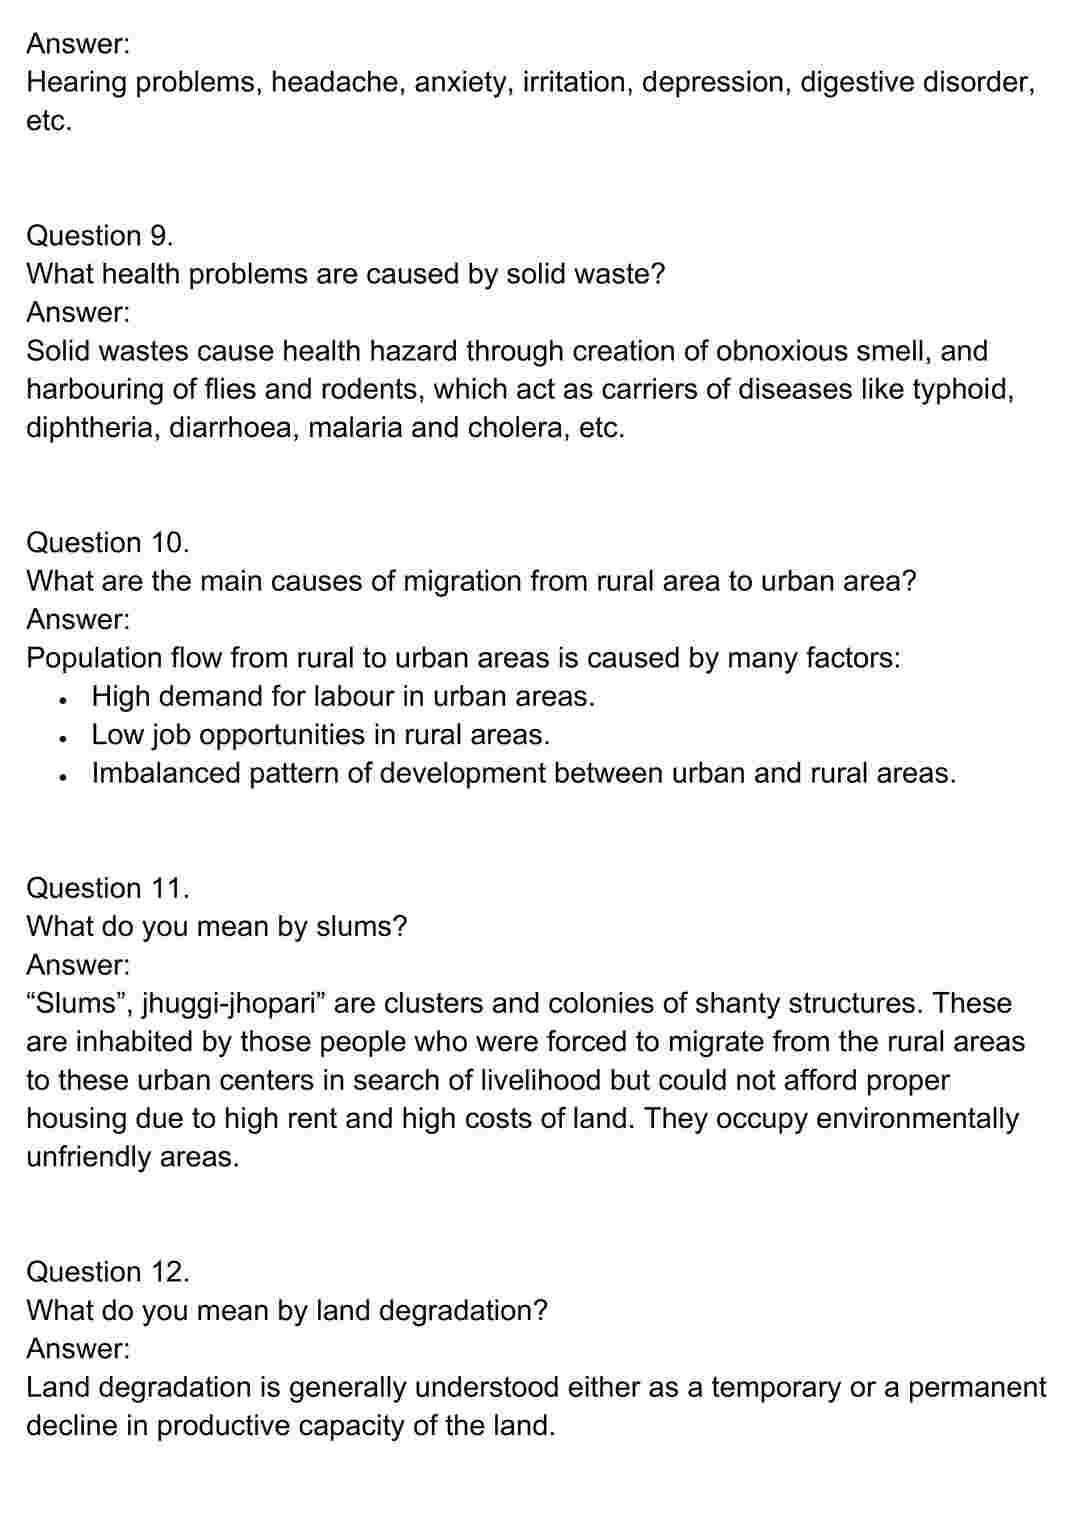 Answer:
Hearing problems, headache, anxiety, irritation, depression, digestive disorder,
etc.
Question 9.
What health problems are caused by solid waste?
Answer:
Solid wastes cause health hazard through creation of obnoxious smell, and
harbouring of flies and rodents, which act as carriers of diseases like typhoid,
diphtheria, diarrhoea, malaria and cholera, etc.
Question 10.
What are the main causes of migration from rural area to urban area?
Answer:
Population flow from rural to urban areas is caused by many factors:
• High demand for labour in urban areas.
• Low job opportunities in rural areas.
• Imbalanced pattern of development between urban and rural areas.
Question 11.
What do you mean by slums?
Answer:
“Slums”, jhuggi-jhopari” are clusters and colonies of shanty structures. These
are inhabited by those people who were forced to migrate from the rural areas
to these urban centers in search of livelihood but could not afford proper
housing due to high rent and high costs of land. They occupy environmentally
unfriendly areas.
Question 12.
What do you mean by land degradation?
Answer:
Land degradation is generally understood either as a temporary or a permanent
decline in productive capacity of the land.